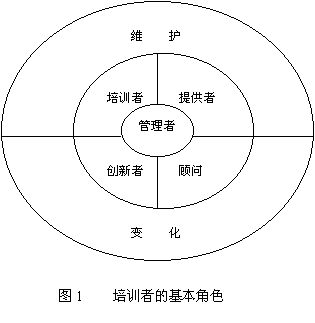 维 护
培训者 提供者
管理者
创新者 顾问
变 化
图 1 培训者的基本角色